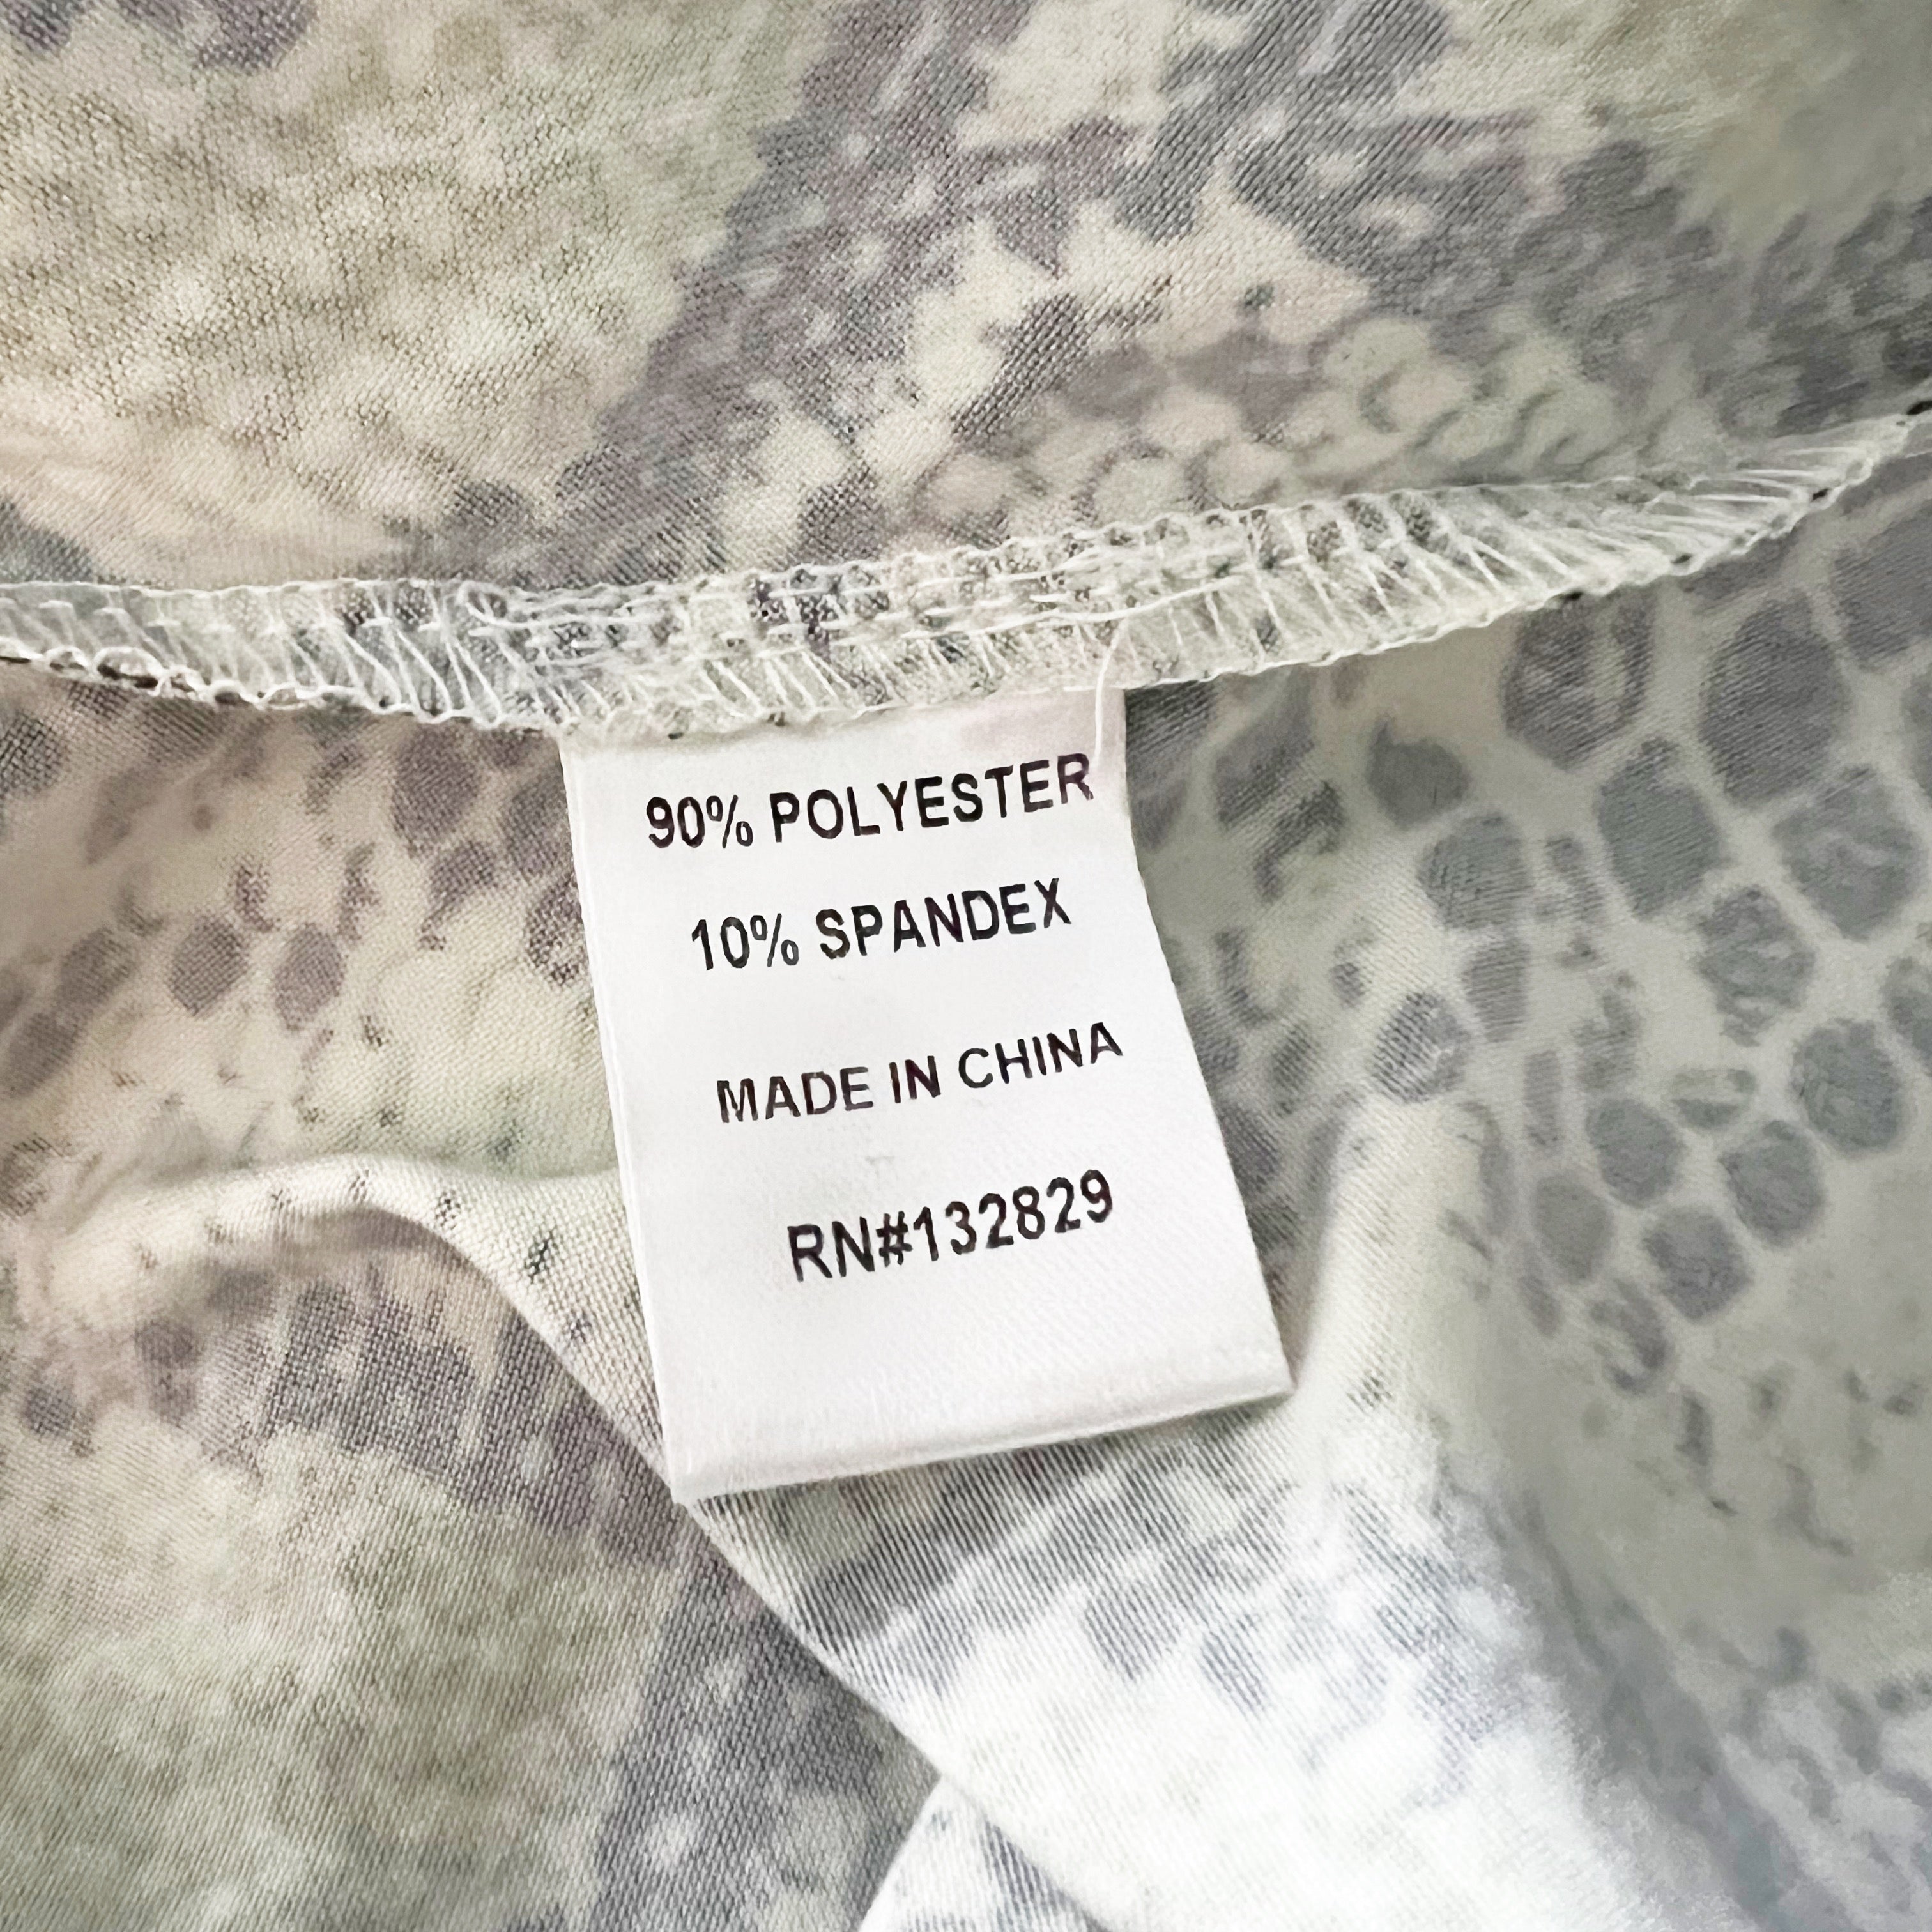 90% POLYESTER
10% SPANDEX
MADE IN CHINA
RN#132829